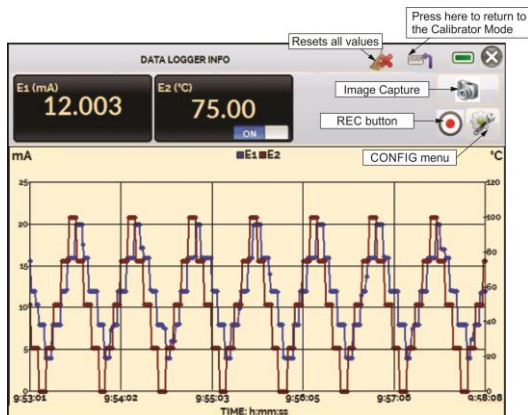 Press here to return to
the Calibrator Mode
Resets all values
DATA LOGGER INFO
E1 (mA)
12.003
E2 (°C)
75.00
ON
Image Capture
REC button
CONFIG menu
mA
E1 E2
°C
25
20
15
10
5
0
120
100
80
60
40
20
0
9:53:01 9:54:02 9:55:03 9:56:05 9:57:06 4:58:08
TIME: h:mm:ss